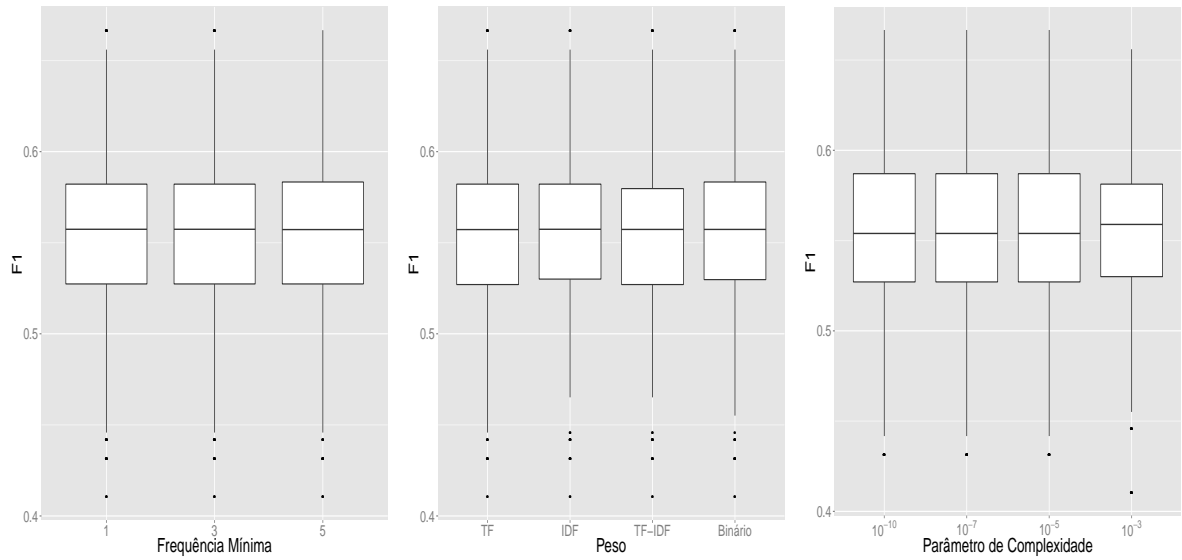 0.6
0.5
0.4
F1
1 3 5
Frequência Mínima
0.6
0.5
0.4
F1
TF IDF TF−IDF Binário
Peso
0.6
0.5
0.4
F1
10⁻¹⁰ 10⁻⁷ 10⁻⁵ 10⁻³
Parâmetro de Complexidade